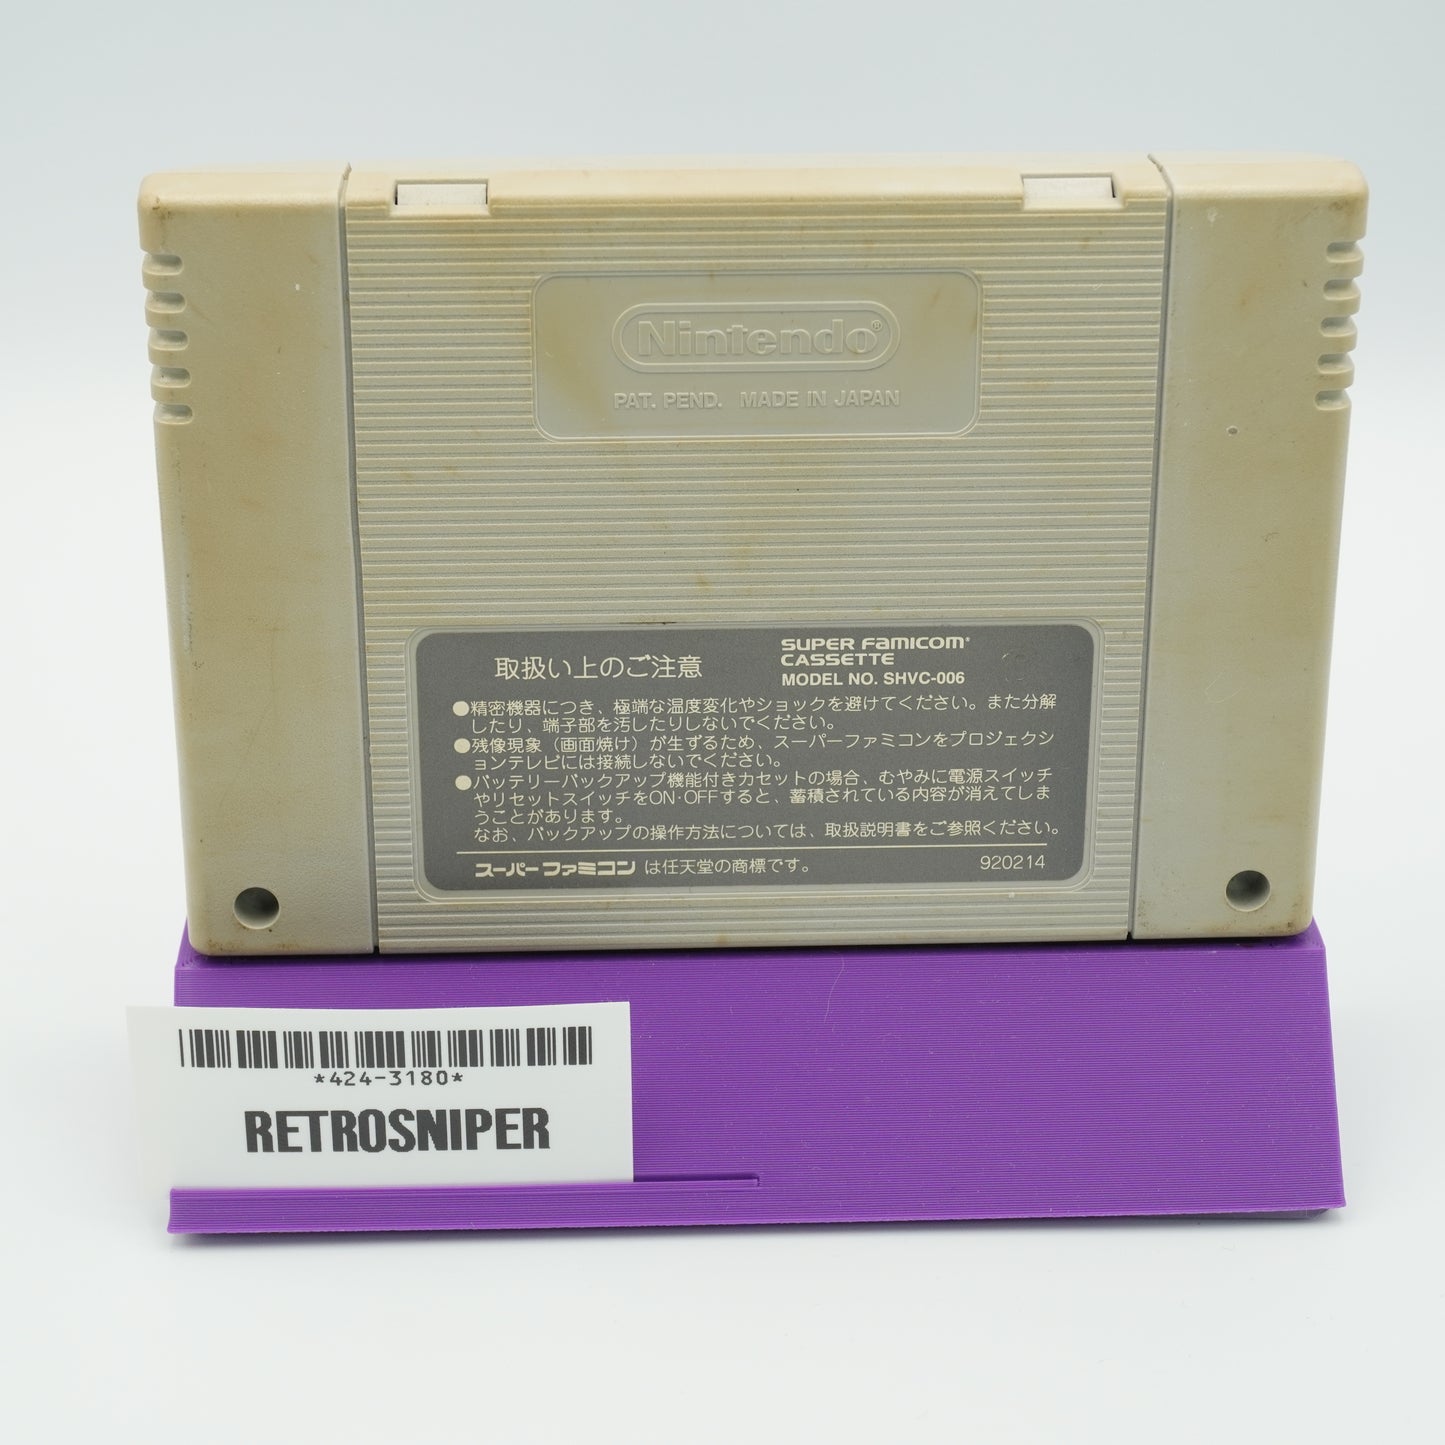 Nintendo®
PAT. PEND. MADE IN JAPAN
取扱い上のご注意
SUPER FAMICOM®
CASSETTE
MODEL NO. SHVC-006
●精密機器につき、極端な温度変化やショックを避けてください。また分解
したり、端子部を汚したりしないでください。
●残像現象（画面焼け）が生ずるため、スーパーファミコンをプロジェクシ
ョンテレビには接続しないでください。
●バッテリーバックアップ機能付きカセットの場合、むやみに電源スイッチ
やリセットスイッチをON·OFFすると、蓄積されている内容が消えてしま
うことがあります。
なお、バックアップの操作方法については、取扱説明書をご参照ください。
スーパーファミコン は任天堂の商標です。
920214
*424-3180*
RETROSNIPER